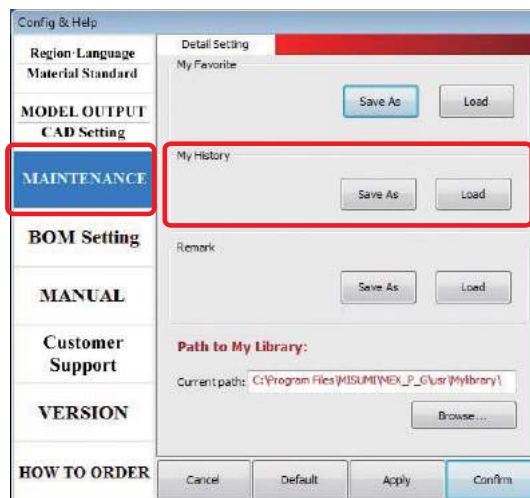 Config & Help
Region·Language
Material Standard
MODEL OUTPUT
CAD Setting
MAINTENANCE
BOM Setting
MANUAL
Customer
Support
VERSION
HOW TO ORDER
Detail Setting
My Favorite
Save As
Load
My History
Save As
Load
Remark
Save As
Load
Path to My Library:
Current path: C:\Program Files\MISUMI\MEX_P_G\usr\Mylibrary\
Browse...
Cancel
Default
Apply
Confirm